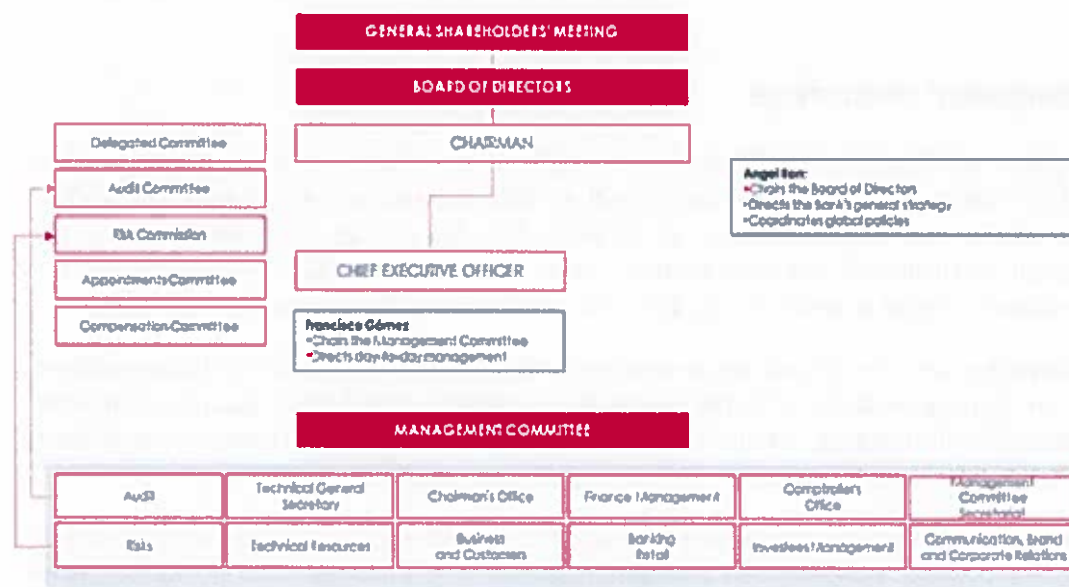 GENERAL SHAREHOLDERS' MEETING
BOARD OF DIRECTORS
CHAIRMAN
Delegated Committee
Audit Committee
Commission
Appointments Committee
Compensation Committee
Angel
•Chairs the Board of Directors
•Directs the Bank's general strategy
•Coordinates global policies
CHIEF EXECUTIVE OFFICER
Francisco Gómez
•Chairs the Management Committee
•Directs day-to-day management
MANAGEMENT COMMITTEE
Audit
Technical General
Secretary
Chairman's Office
Finance Management
Comptroller's
Office
Management
Committee
Secretariat
Risks
Technical Resources
Business
and Customers
Banking
Retail
Investees Management
Communication, Brand
and Corporate Relations